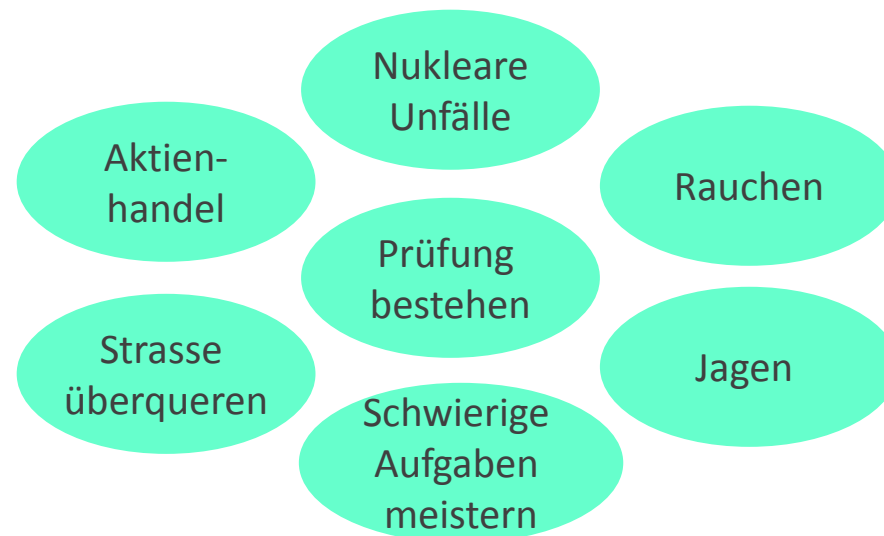 Nukleare
Unfälle
Aktien-
handel
Rauchen
Prüfung
bestehen
Strasse
überqueren
Jagen
Schwierige
Aufgaben
meistern